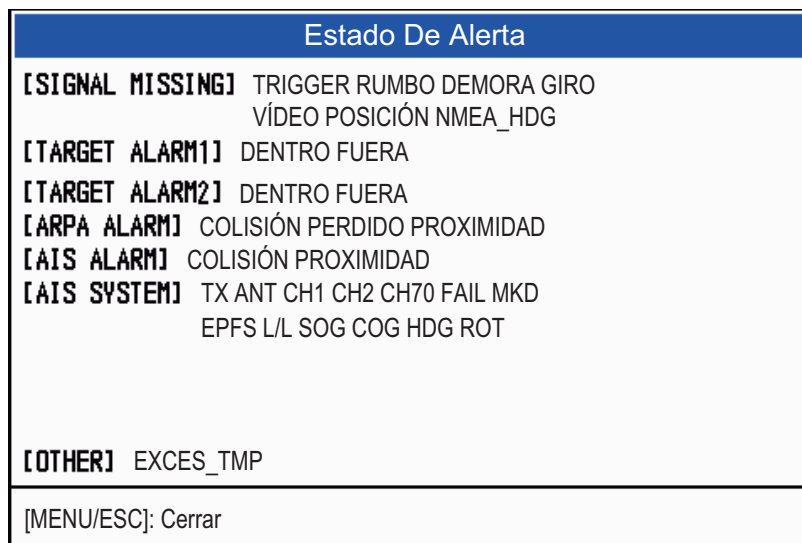 Estado De Alerta
[SIGNAL MISSING] TRIGGER RUMBO DEMORA GIRO
VÍDEO POSICIÓN NMEA_HDG
[TARGET ALARM1] DENTRO FUERA
[TARGET ALARM2] DENTRO FUERA
[ARPA ALARM] COLISIÓN PERDIDO PROXIMIDAD
[AIS ALARM] COLISIÓN PROXIMIDAD
[AIS SYSTEM] TX ANT CH1 CH2 CH70 FAIL MKD
EPFS L/L SOG COG HDG ROT
[OTHER] EXCES_TMP
[MENU/ESC]: Cerrar